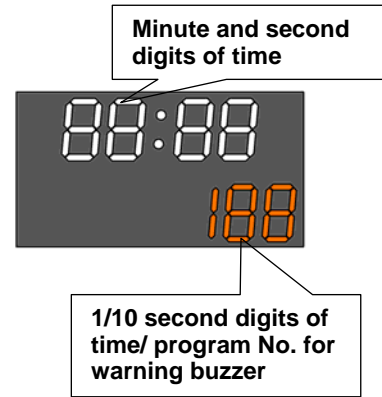 Minute and second
digits of time
88:88
188
1/10 second digits of
time/ program No. for
warning buzzer